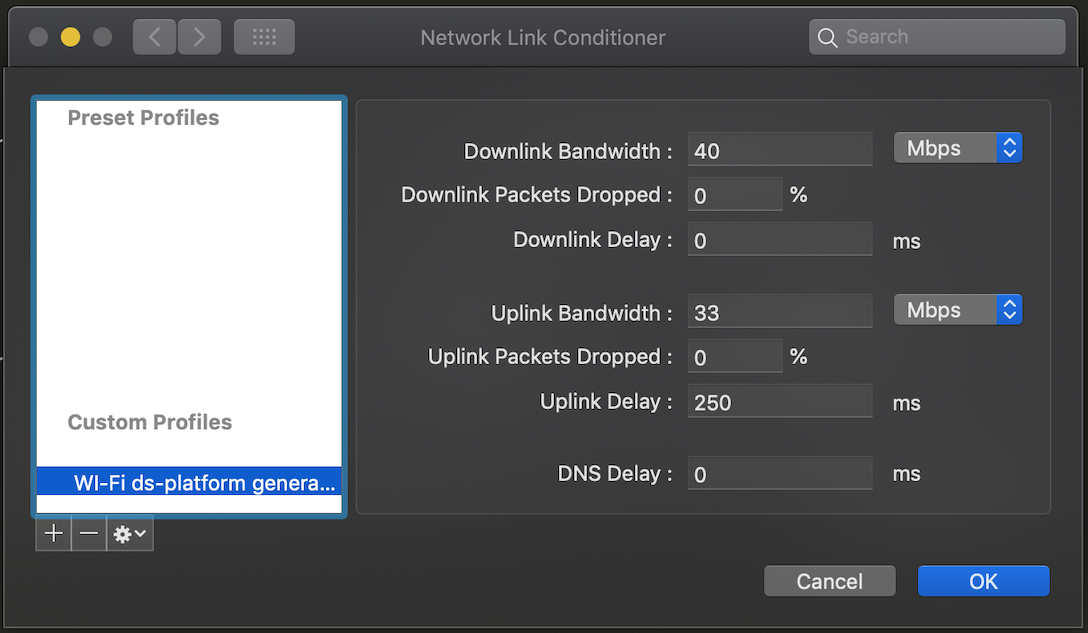 Network Link Conditioner
Search
Preset Profiles
Custom Profiles
WI-Fi ds-platform genera...
Downlink Bandwidth : 40 Mbps
Downlink Packets Dropped : 0 %
Downlink Delay : 0 ms
Uplink Bandwidth : 33 Mbps
Uplink Packets Dropped : 0 %
Uplink Delay : 250 ms
DNS Delay : 0 ms
Cancel OK